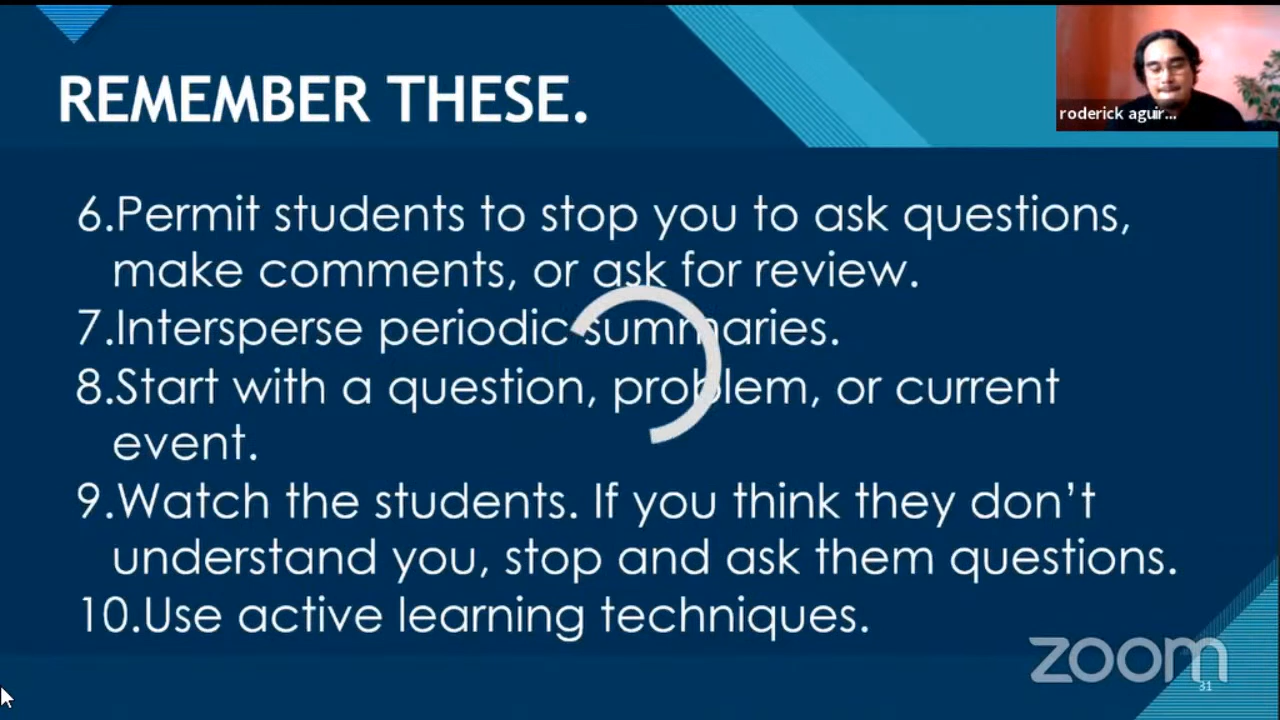 REMEMBER THESE.
roderick aguir...
6.Permit students to stop you to ask questions,
make comments, or ask for review.
7.Intersperse periodic summaries.
8.Start with a question, problem, or current
event.
9.Watch the students. If you think they don’t
understand you, stop and ask them questions.
10.Use active learning techniques.
zoom
31